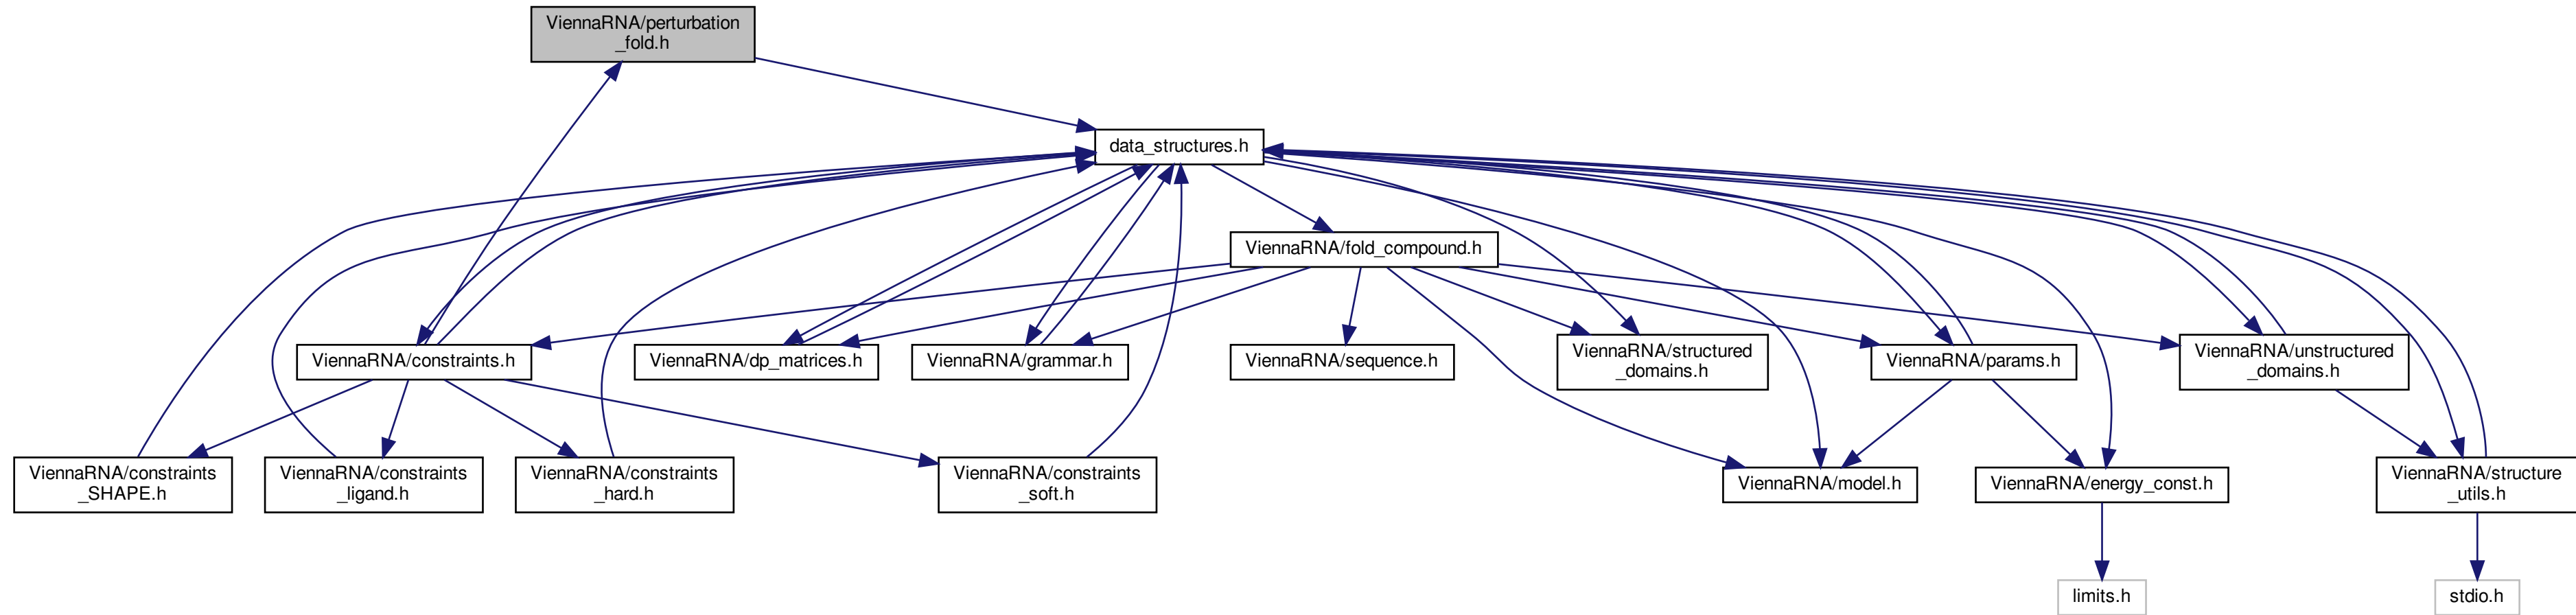 ViennaRNA/perturbation
_fold.h
data_structures.h
ViennaRNA/fold_compound.h
ViennaRNA/constraints.h
ViennaRNA/dp_matrices.h
ViennaRNA/grammar.h
ViennaRNA/sequence.h
ViennaRNA/structured
_domains.h
ViennaRNA/params.h
ViennaRNA/unstructured
_domains.h
ViennaRNA/constraints
_SHAPE.h
ViennaRNA/constraints
_ligand.h
ViennaRNA/constraints
_hard.h
ViennaRNA/constraints
_soft.h
ViennaRNA/model.h
ViennaRNA/energy_const.h
ViennaRNA/structure
_utils.h
limits.h
stdio.h